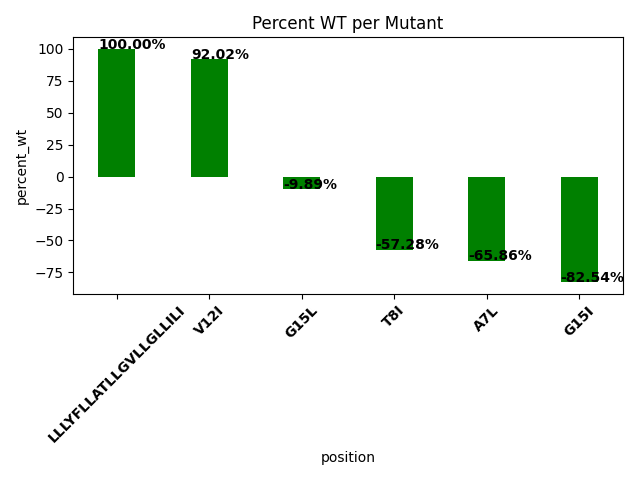 Percent WT per Mutant
percent_wt
100
75
50
25
0
−25
−50
−75
100.00%
92.02%
-9.89%
-57.28%
-65.86%
-82.54%
LLLYFLLATLLGVLLGLLILI
V12I
G15L
T8I
A7L
G15I
position